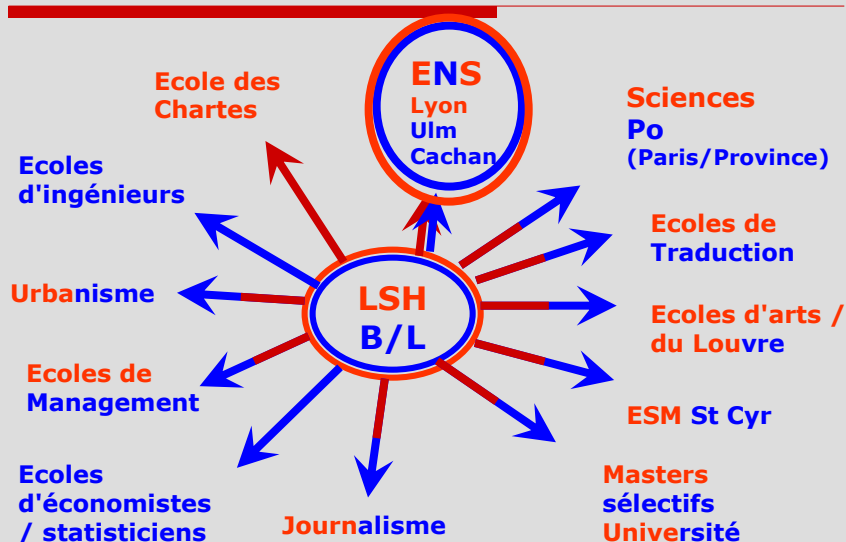 ENS
Lyon
Ulm
Cachan
Ecole des
Chartes
Sciences
Po
(Paris/Province)
Ecoles
d'ingénieurs
Ecoles de
Traduction
Urbanisme
LSH
B/L
Ecoles d'arts /
du Louvre
Ecoles de
Management
ESM St Cyr
Ecoles
d'économistes
/ statisticiens
Journalisme
Masters
sélectifs
Université